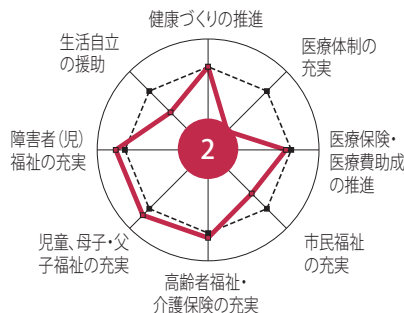 健康づくりの推進
医療体制の
充実
医療保険・
医療費助成
の推進
市民福祉
の充実
高齢者福祉・
介護保険の充実
児童、母子・父
子福祉の充実
障害者(児)
福祉の充実
生活自立
の援助
2